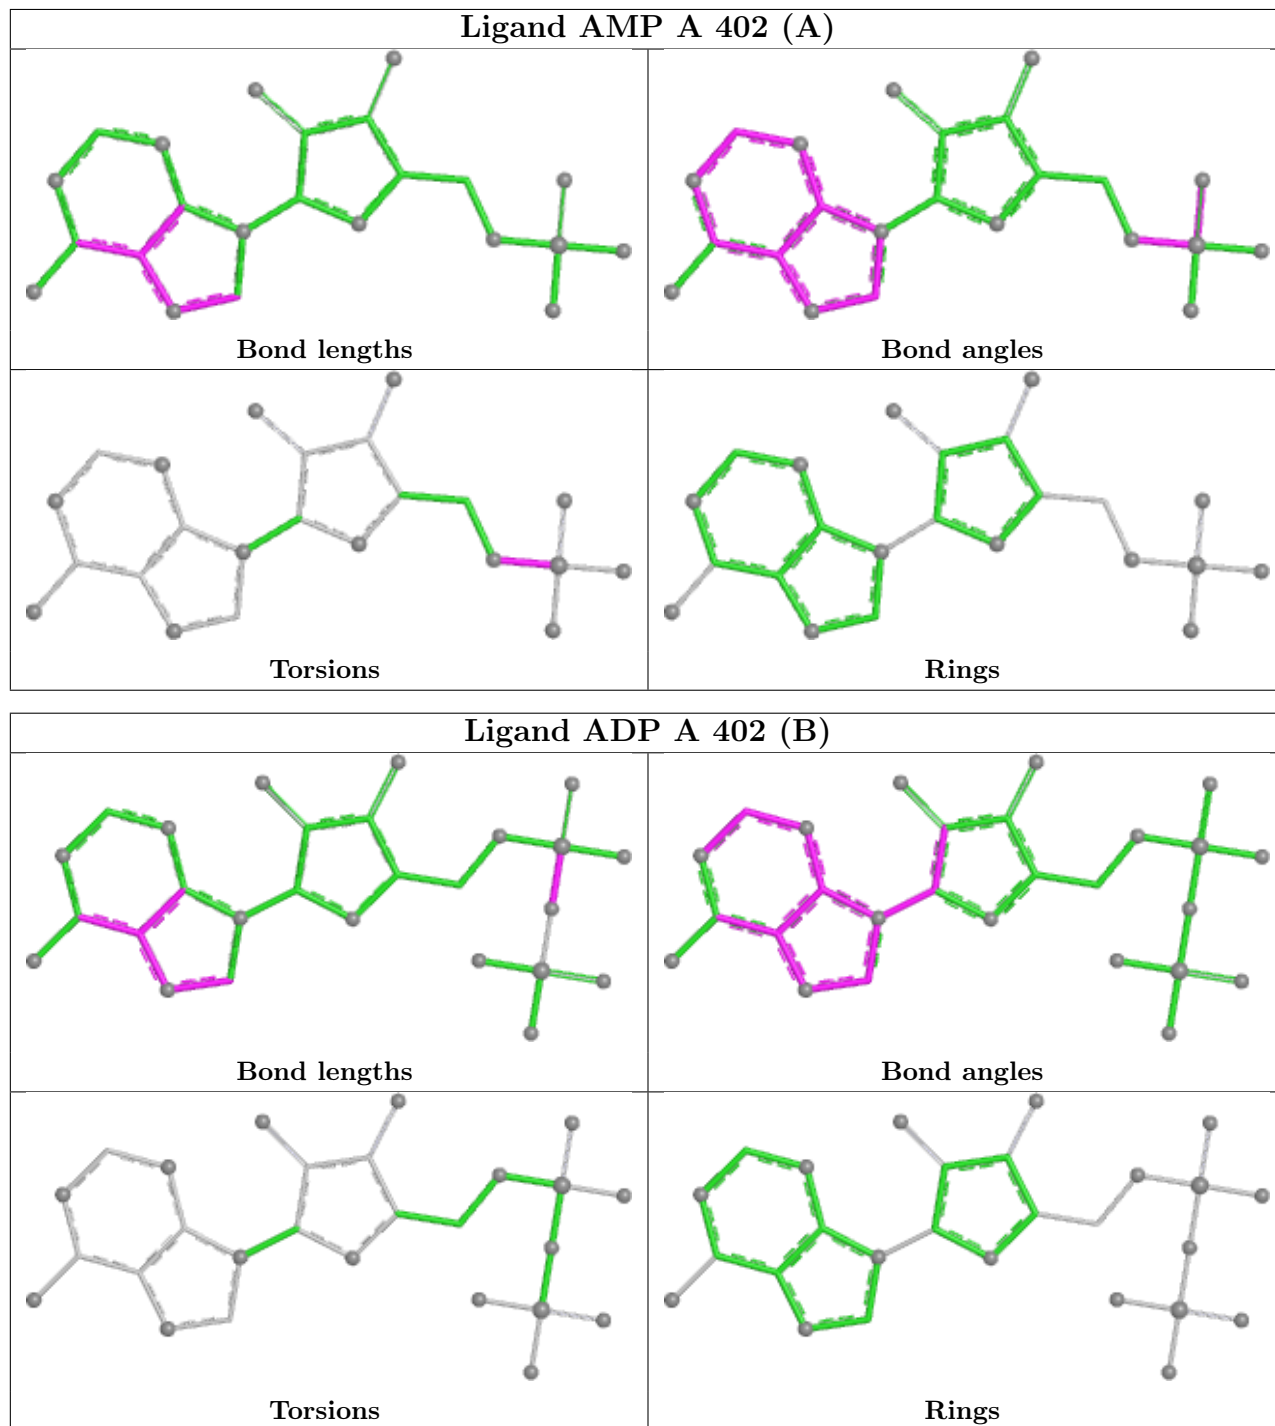 Ligand AMP A 402 (A)
Bond lengths
Bond angles
Torsions
Rings
Ligand ADP A 402 (B)
Bond lengths
Bond angles
Torsions
Rings